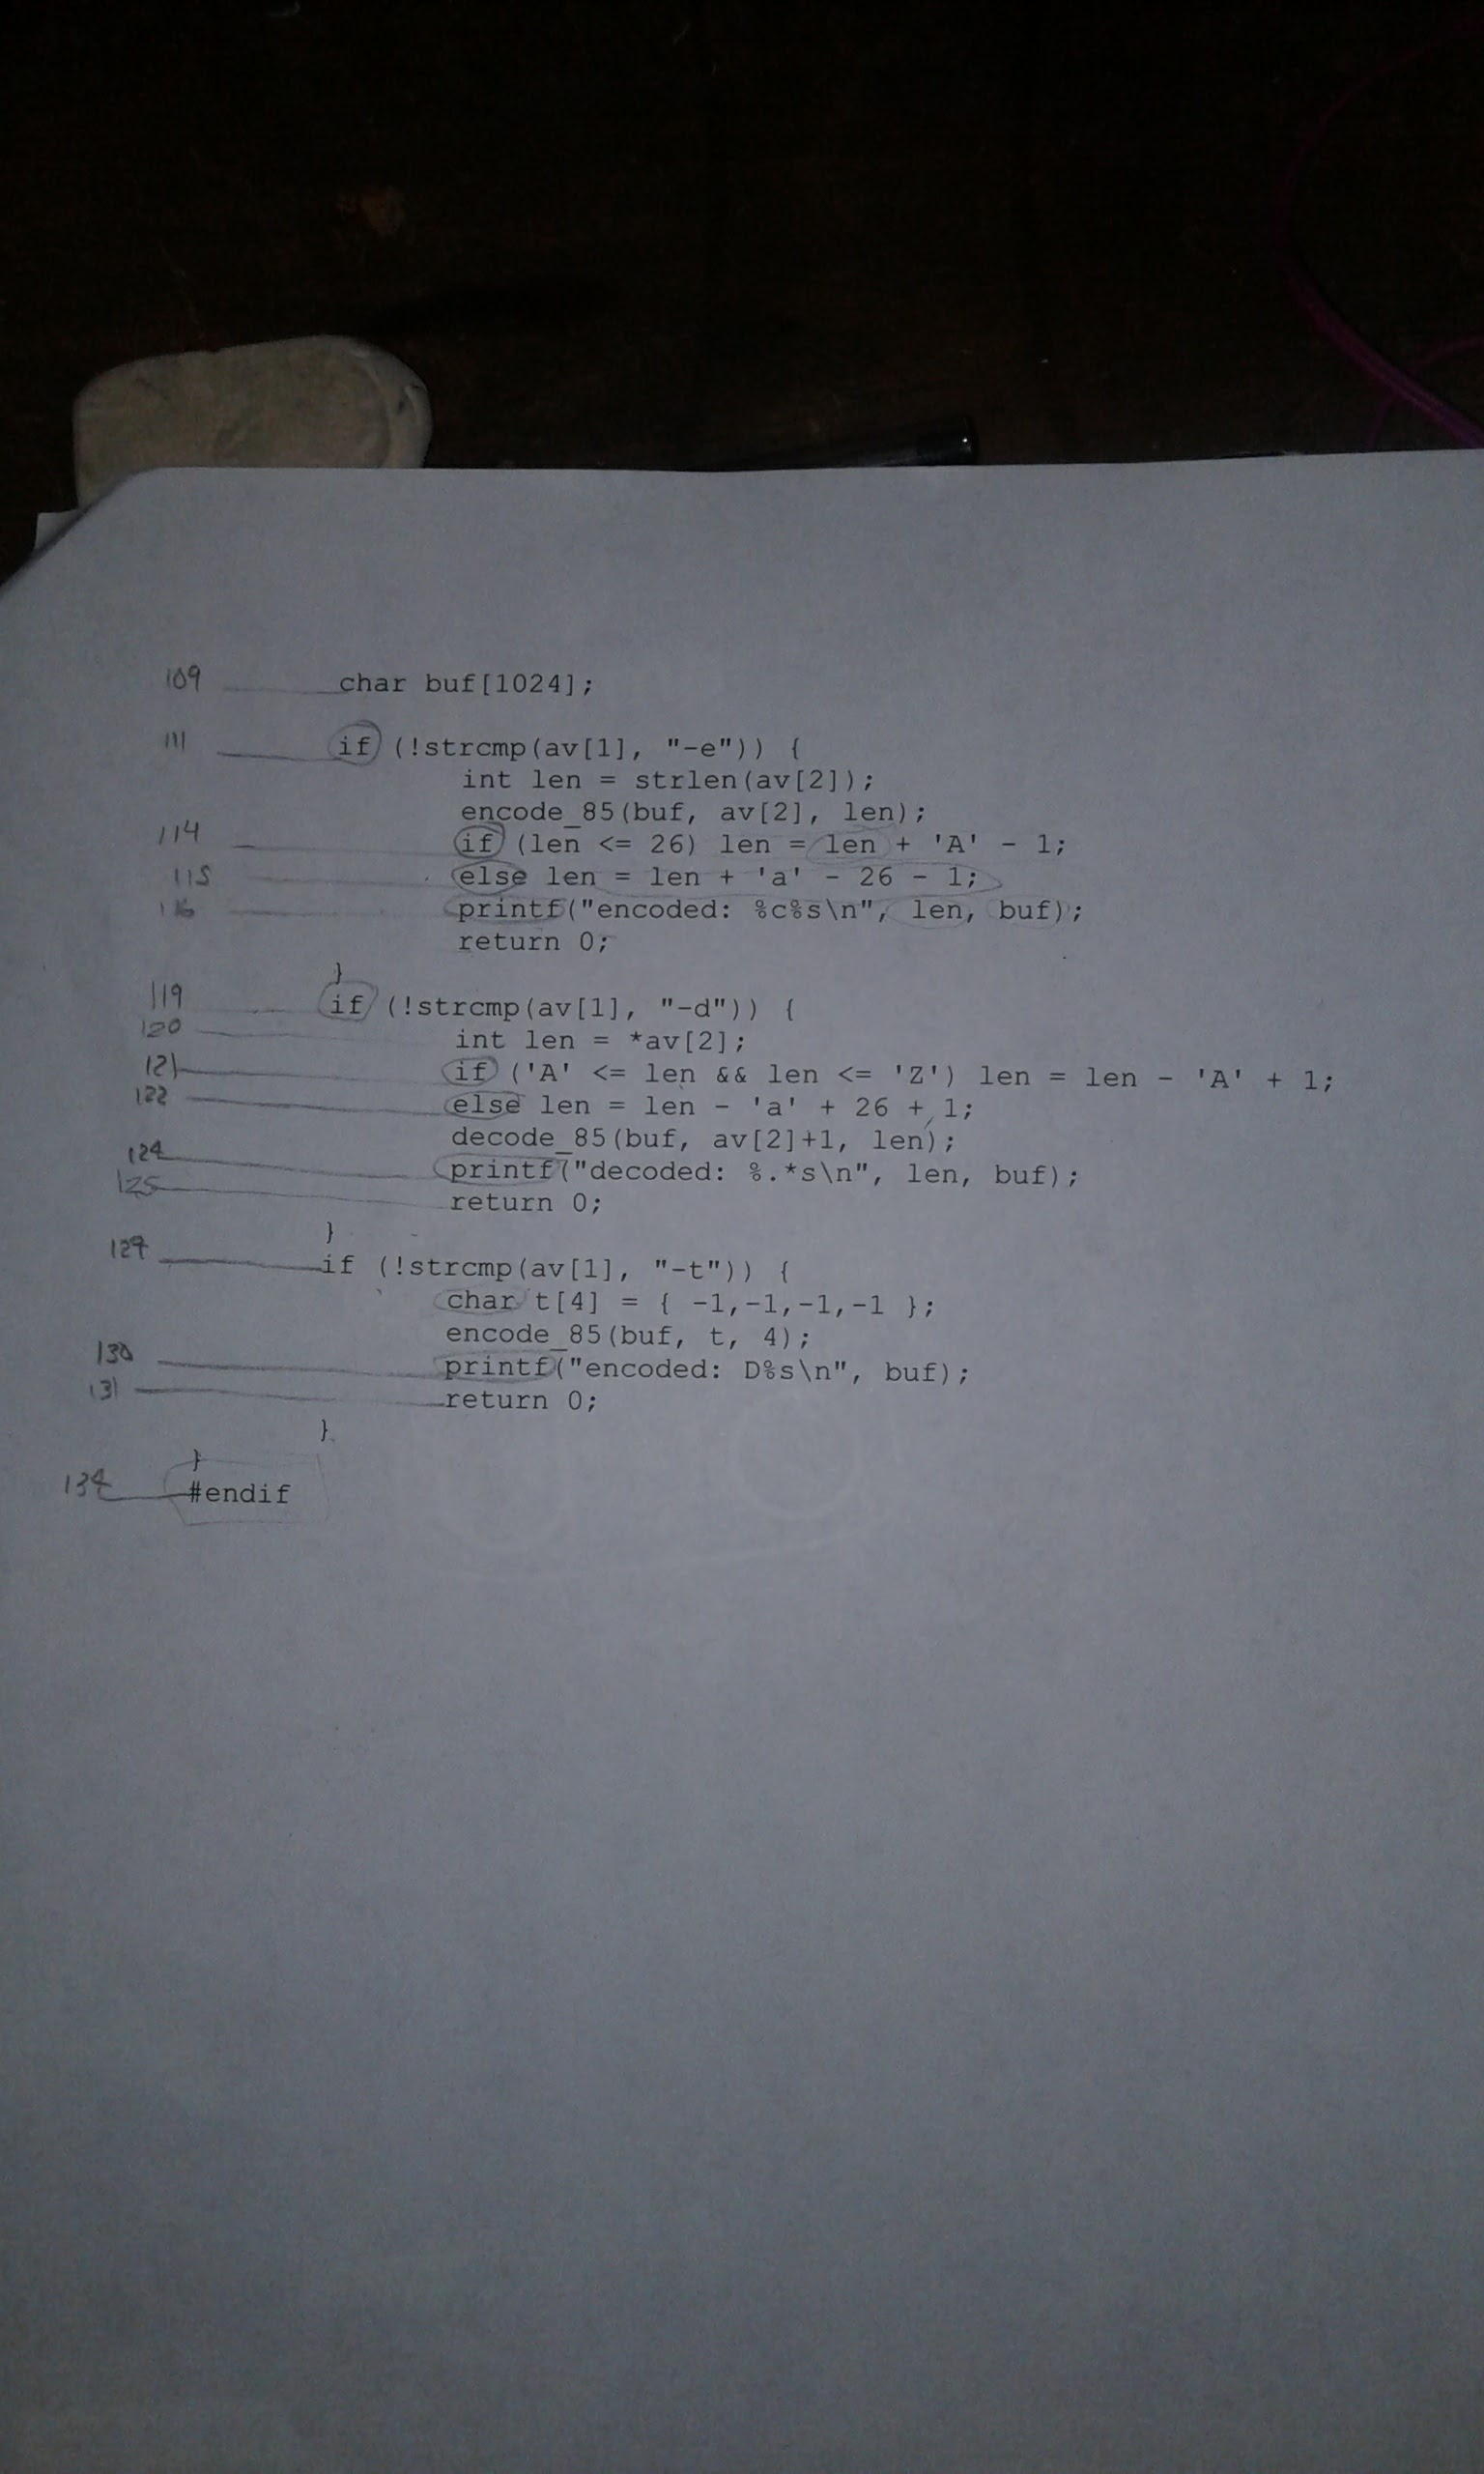 109 char buf[1024];
111 if (!strcmp(av[1], "-e")) {
int len = strlen(av[2]);
encode_85(buf, av[2], len);
114 if (len <= 26) len = len + 'A' - 1;
115 else len = len + 'a' - 26 - 1;
116 printf("encoded: %c%s\n", len, buf);
return 0;
}
119 if (!strcmp(av[1], "-d")) {
120 int len = *av[2];
121 if ('A' <= len && len <= 'Z') len = len - 'A' + 1;
122 else len = len - 'a' + 26 + 1;
decode_85(buf, av[2]+1, len);
124 printf("decoded: %.*s\n", len, buf);
125 return 0;
}
127 if (!strcmp(av[1], "-t")) {
char t[4] = { -1,-1,-1,-1 };
encode_85(buf, t, 4);
130 printf("encoded: D%s\n", buf);
131 return 0;
}
}
134 #endif